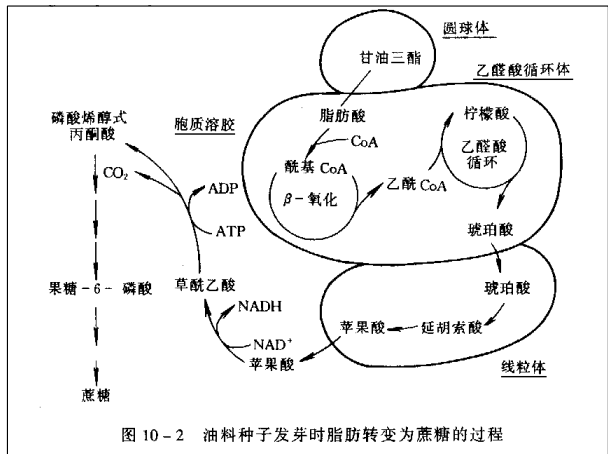 圆球体
甘油三酯
乙醛酸循环体
脂肪酸
CoA
酰基 CoA
β-氧化
乙酰 CoA
柠檬酸
乙醛酸
循环
琥珀酸
琥珀酸
延胡索酸
苹果酸
线粒体
胞质溶胶
苹果酸
NAD⁺
NADH
草酰乙酸
ATP
ADP
CO₂
磷酸烯醇式
丙酮酸
果糖-6-磷酸
蔗糖
图 10-2 油料种子发芽时脂肪转变为蔗糖的过程